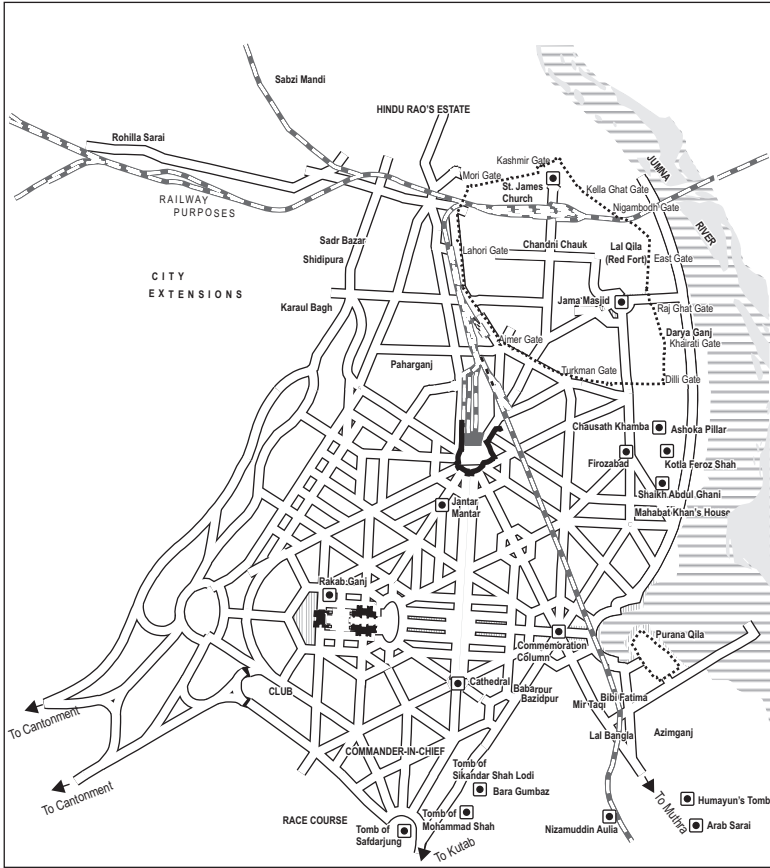 Sabzi Mandi
HINDU RAO'S ESTATE
Rohilla Sarai
Kashmir Gate
JUMNA
RIVER
Mori Gate
St. James
Church
Kella Ghat Gate
RAILWAY
PURPOSES
Nigambodh Gate
Sadr Bazar
Shidipura
Lahori Gate
Chandni Chauk
Lal Qila
(Red Fort)
East Gate
CITY
EXTENSIONS
Karaul Bagh
Jama Masjid
Raj Ghat Gate
Darya Ganj
Khairati Gate
Ajmer Gate
Paharganj
Turkman Gate
Dilli Gate
Chausath Khamba
Ashoka Pillar
Firozabad
Kotla Feroz Shah
Shaikh Abdul Ghani
Mahabat Khan's House
Jantar
Mantar
Rakab Ganj
Purana Qila
Commemoration
Column
Cathedral
Babarpur
Bazidpur
Bibi Fatima
Mir Taqi
CLUB
To Cantonment
Lal Bangla
Azimganj
COMMANDER-IN-CHIEF
Tomb of
Sikandar Shah Lodi
Bara Gumbaz
To Cantonment
To Muthra
Humayun's Tomb
RACE COURSE
Tomb of
Mohammad Shah
Tomb of
Safdarjung
Nizamuddin Aulia
Arab Sarai
To Kutab